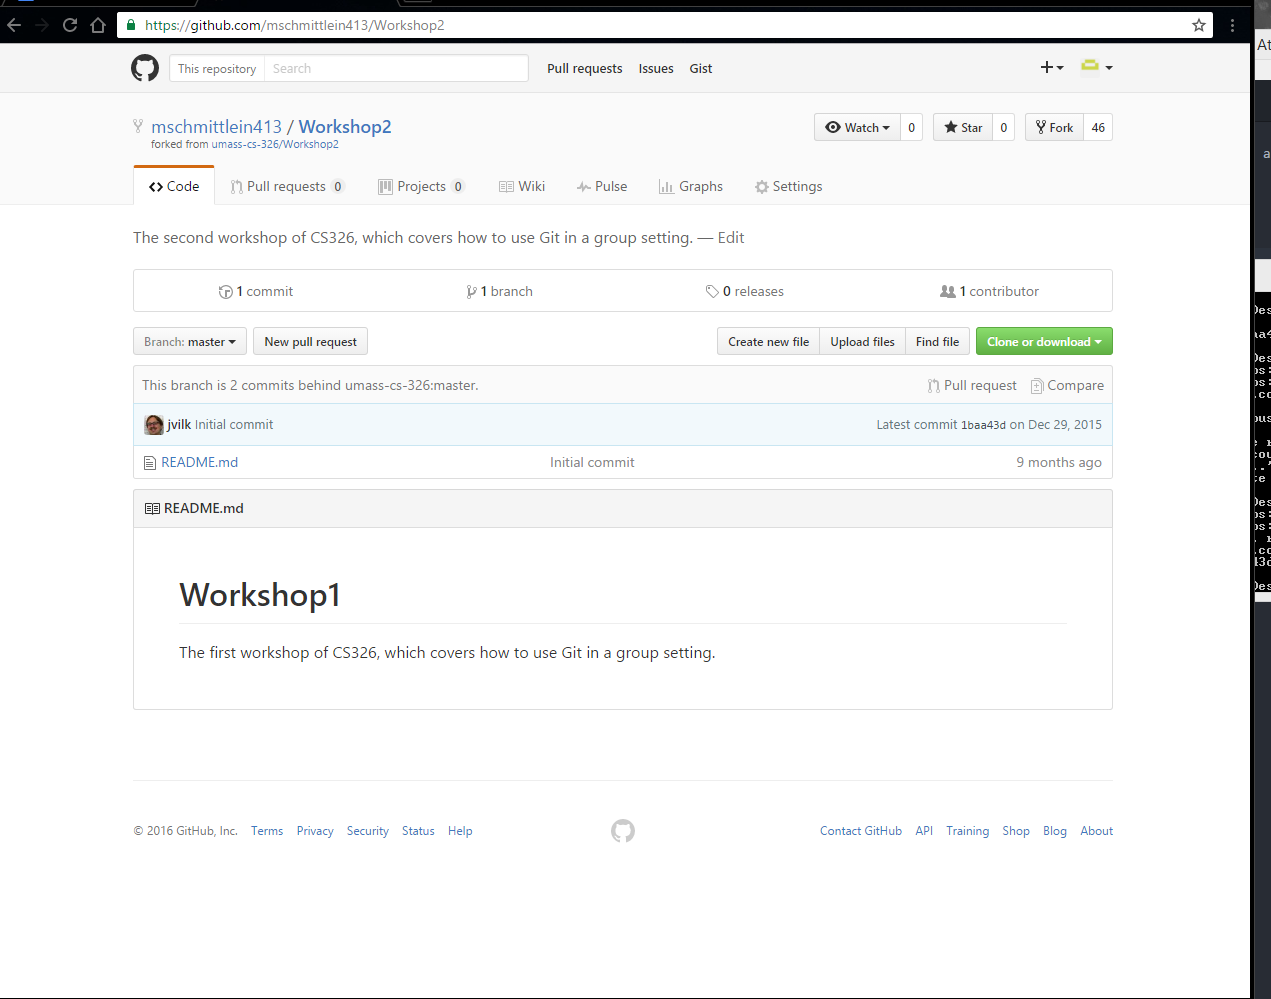 https://github.com/mschmittlein413/Workshop2
This repository Search Pull requests Issues Gist
mschmittlein413 / Workshop2 Watch 0 Star 0 Fork 46
forked from umass-cs-326/Workshop2
Code Pull requests 0 Projects 0 Wiki Pulse Graphs Settings
The second workshop of CS326, which covers how to use Git in a group setting. — Edit
1 commit 1 branch 0 releases 1 contributor
Branch: master New pull request Create new file Upload files Find file Clone or download
This branch is 2 commits behind umass-cs-326:master. Pull request Compare
jvilk Initial commit Latest commit 1baa43d on Dec 29, 2015
README.md Initial commit 9 months ago
README.md
Workshop1
The first workshop of CS326, which covers how to use Git in a group setting.
© 2016 GitHub, Inc. Terms Privacy Security Status Help Contact GitHub API Training Shop Blog About